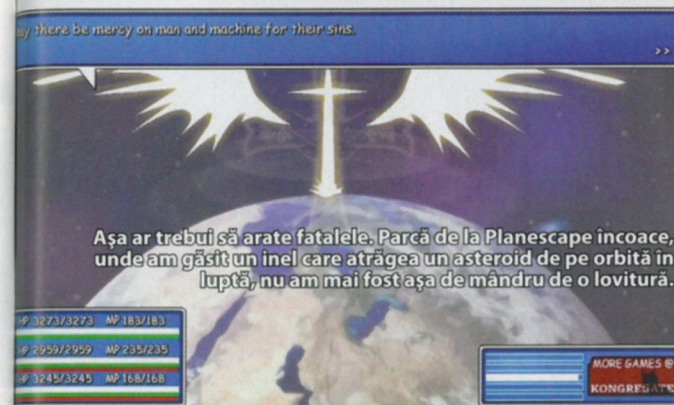 there be mercy on man and machine for their sins.
>>
Așa ar trebui să arate fatalele. Parcă de la Planescape încoace,
unde am găsit un inel care atrăgea un asteroid de pe orbită în
luptă, nu am mai fost așa de mândru de o lovitură.
HP 3273/3273 MP 183/183
HP 2959/2959 MP 235/235
HP 3245/3245 MP 168/168
MORE GAMES @
KONGREGATE